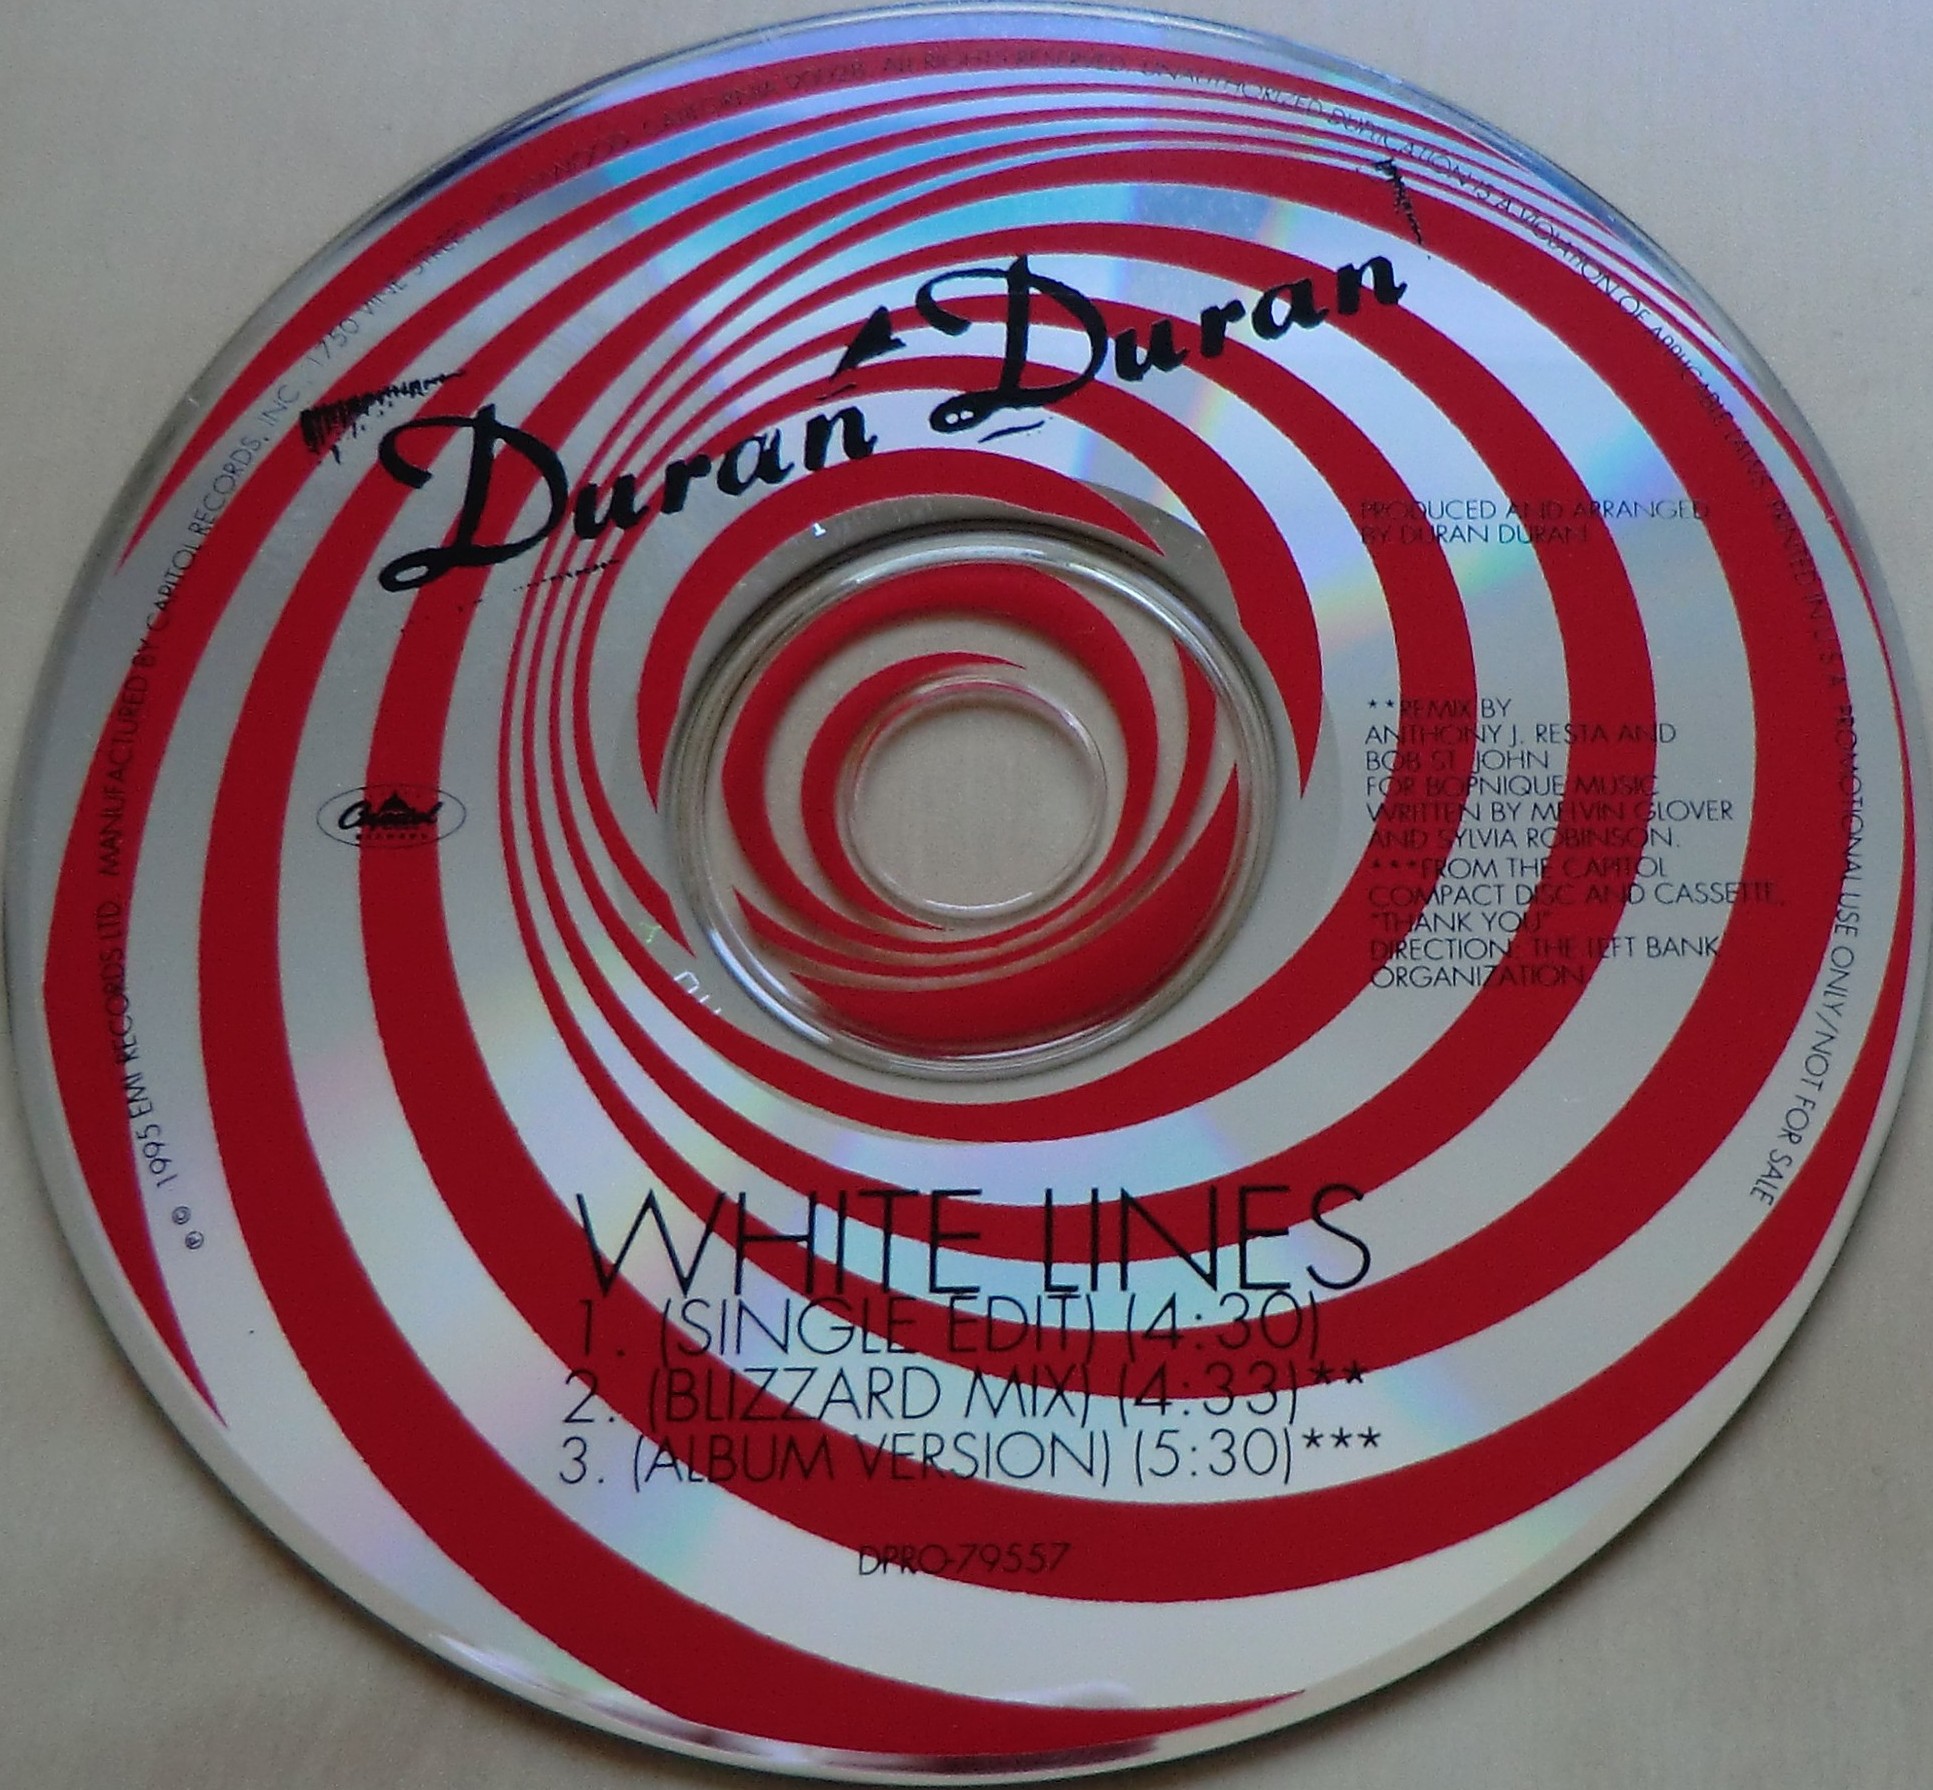 Duran Duran
PRODUCED AND ARRANGED
BY DURAN DURAN
**REMIX BY
ANTHONY J. RESTA AND
BOB ST. JOHN
FOR BOPNIQUE MUSIC
WRITTEN BY MELVIN GLOVER
AND SYLVIA ROBINSON.
***FROM THE CAPITOL
COMPACT DISC AND CASSETTE,
"THANK YOU"
DIRECTION: THE LEFT BANK
ORGANIZATION
Capitol
RECORDS
WHITE LINES
1. (SINGLE EDIT) (4:30)
2. (BLIZZARD MIX) (4:33)**
3. (ALBUM VERSION) (5:30)***
DPRO-79557
℗ © 1995 EMI RECORDS LTD. MANUFACTURED BY CAPITOL RECORDS, INC., 1750 VINE STREET, HOLLYWOOD, CALIFORNIA 90028. ALL RIGHTS RESERVED. UNAUTHORIZED DUPLICATION IS A VIOLATION OF APPLICABLE LAWS. PRINTED IN U.S.A. PROMOTIONAL USE ONLY/NOT FOR SALE